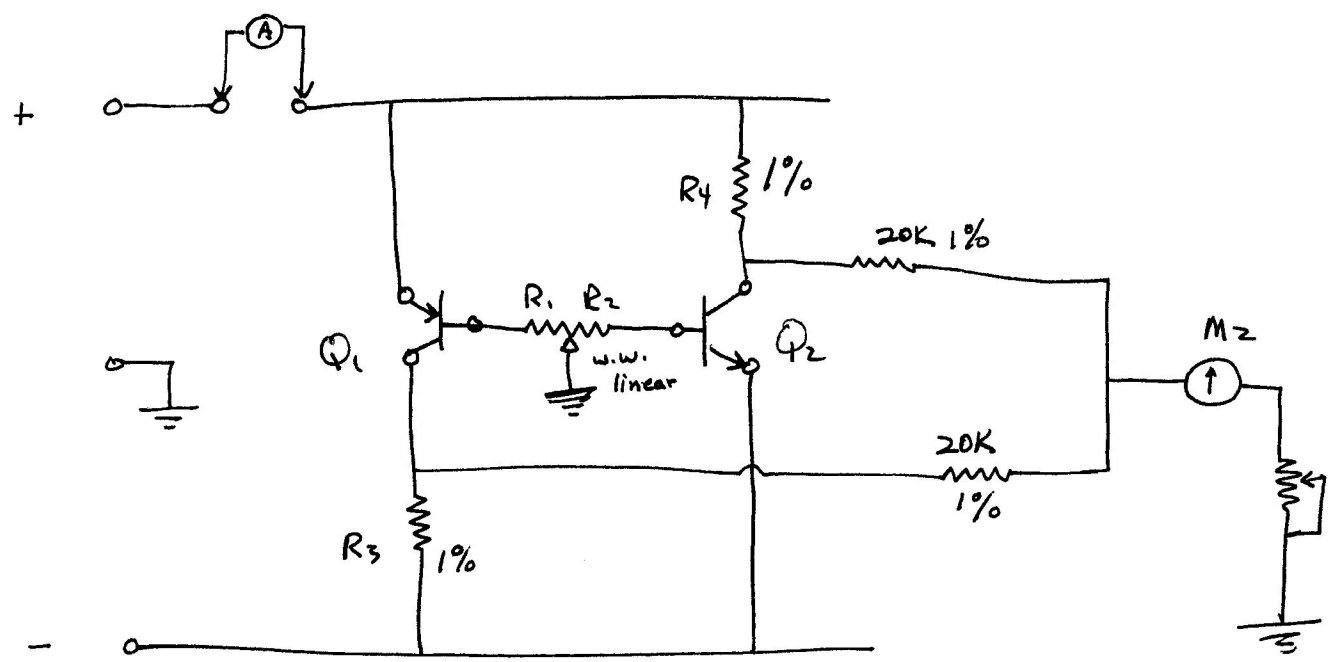 A
+
R4 1%
20K 1%
R1 R2
Q1
w.w.
linear
Q2
M2
20K
1%
R3 1%
-